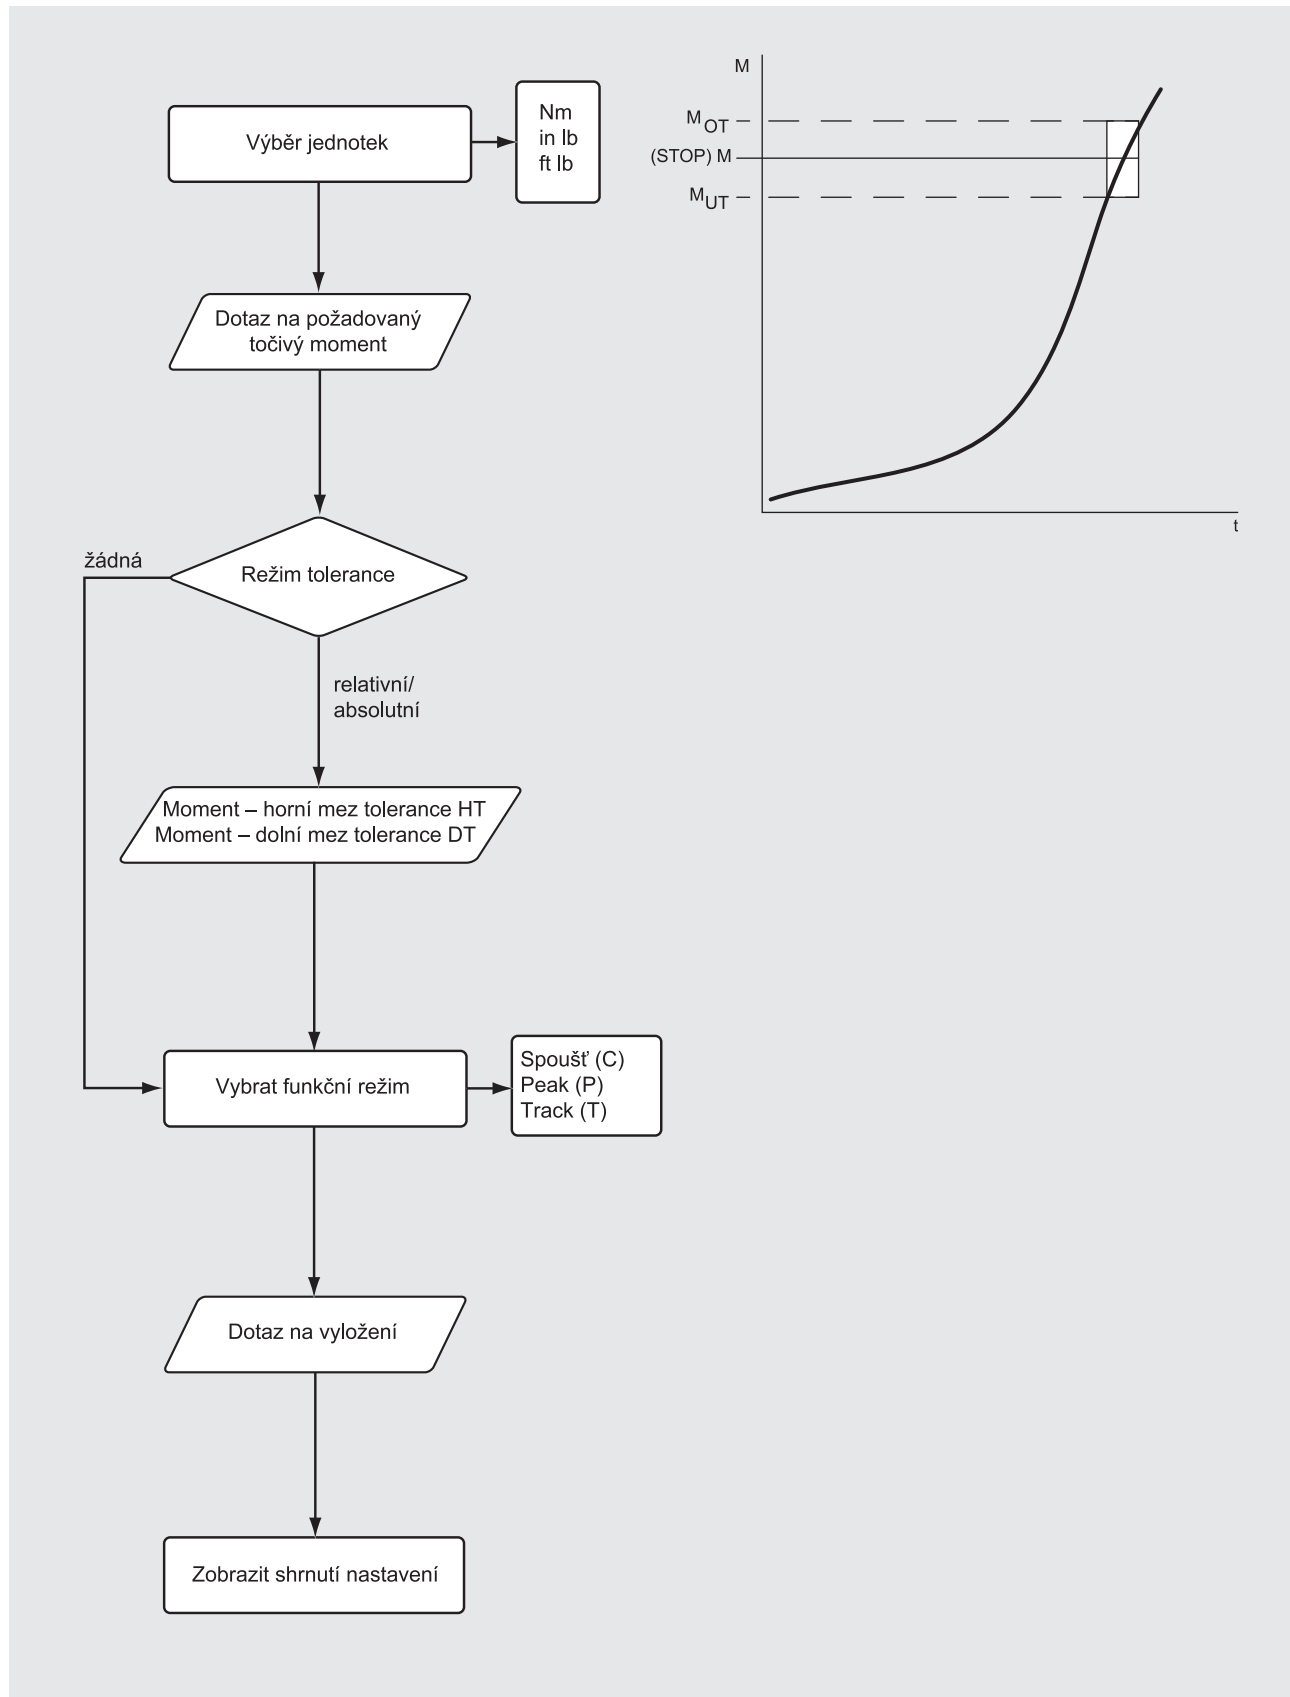 Výběr jednotek
Nm
in lb
ft lb
Dotaz na požadovaný
točivý moment
žádná
Režim tolerance
relativní/
absolutní
Moment – horní mez tolerance HT
Moment – dolní mez tolerance DT
Vybrat funkční režim
Spoušť (C)
Peak (P)
Track (T)
Dotaz na vyložení
Zobrazit shrnutí nastavení
M
MOT
(STOP) M
MUT
t